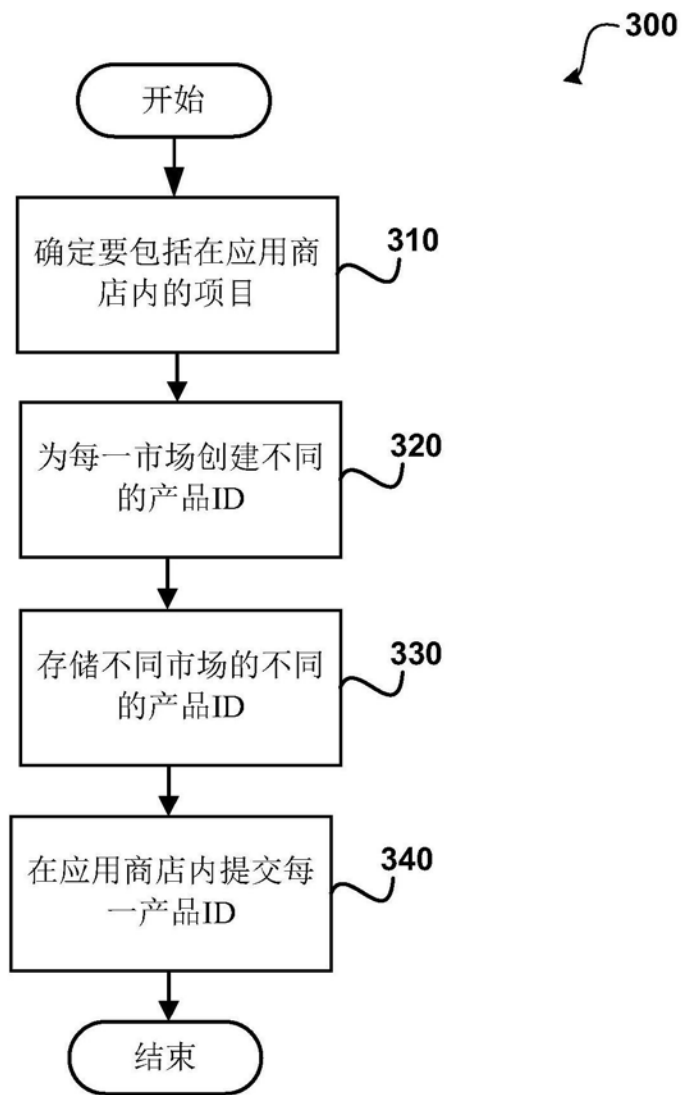 300
开始
确定要包括在应用商
店内的项目
310
为每一市场创建不同
的产品ID
320
存储不同市场的不同
的产品ID
330
在应用商店内提交每
一产品ID
340
结束